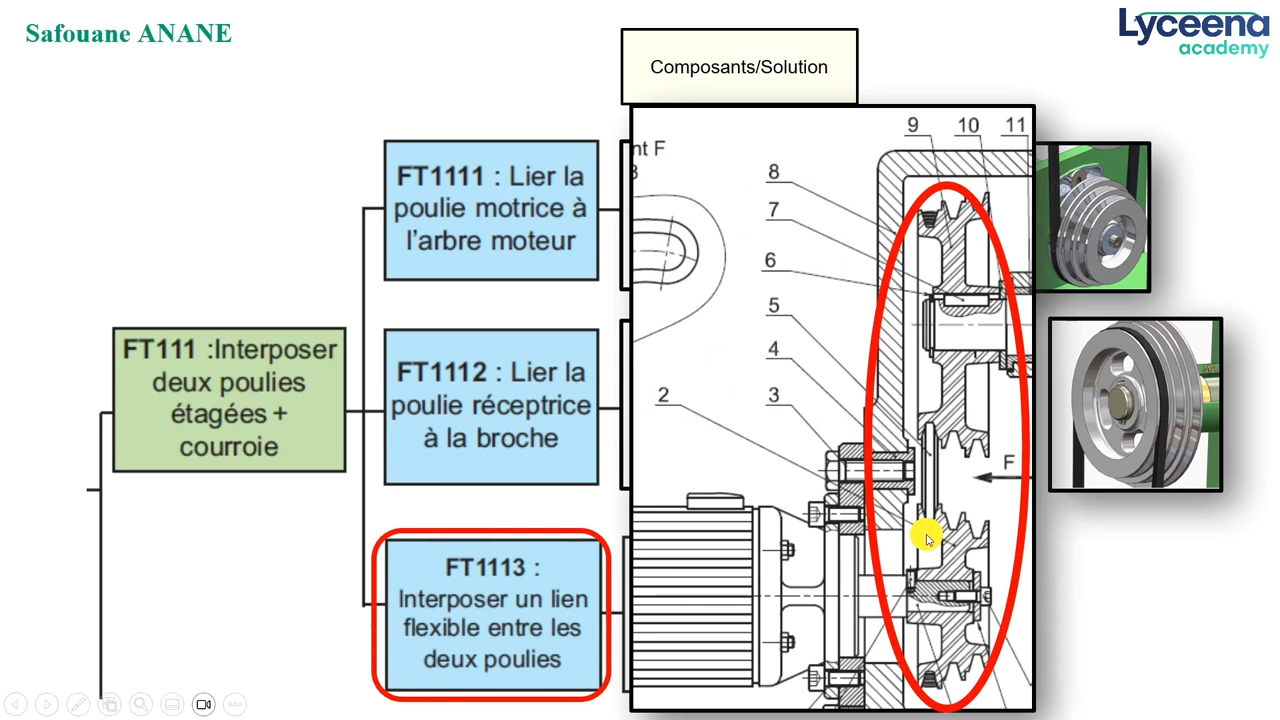 Safouane ANANE
Lyceena
academy
Composants/Solution
FT1111 : Lier la
poulie motrice à
l'arbre moteur
FT111 :Interposer
deux poulies
étagées +
courroie
FT1112 : Lier la
poulie réceptrice
à la broche
FT1113 :
Interposer un lien
flexible entre les
deux poulies
nt F
9
10
11
8
7
6
5
4
3
2
F